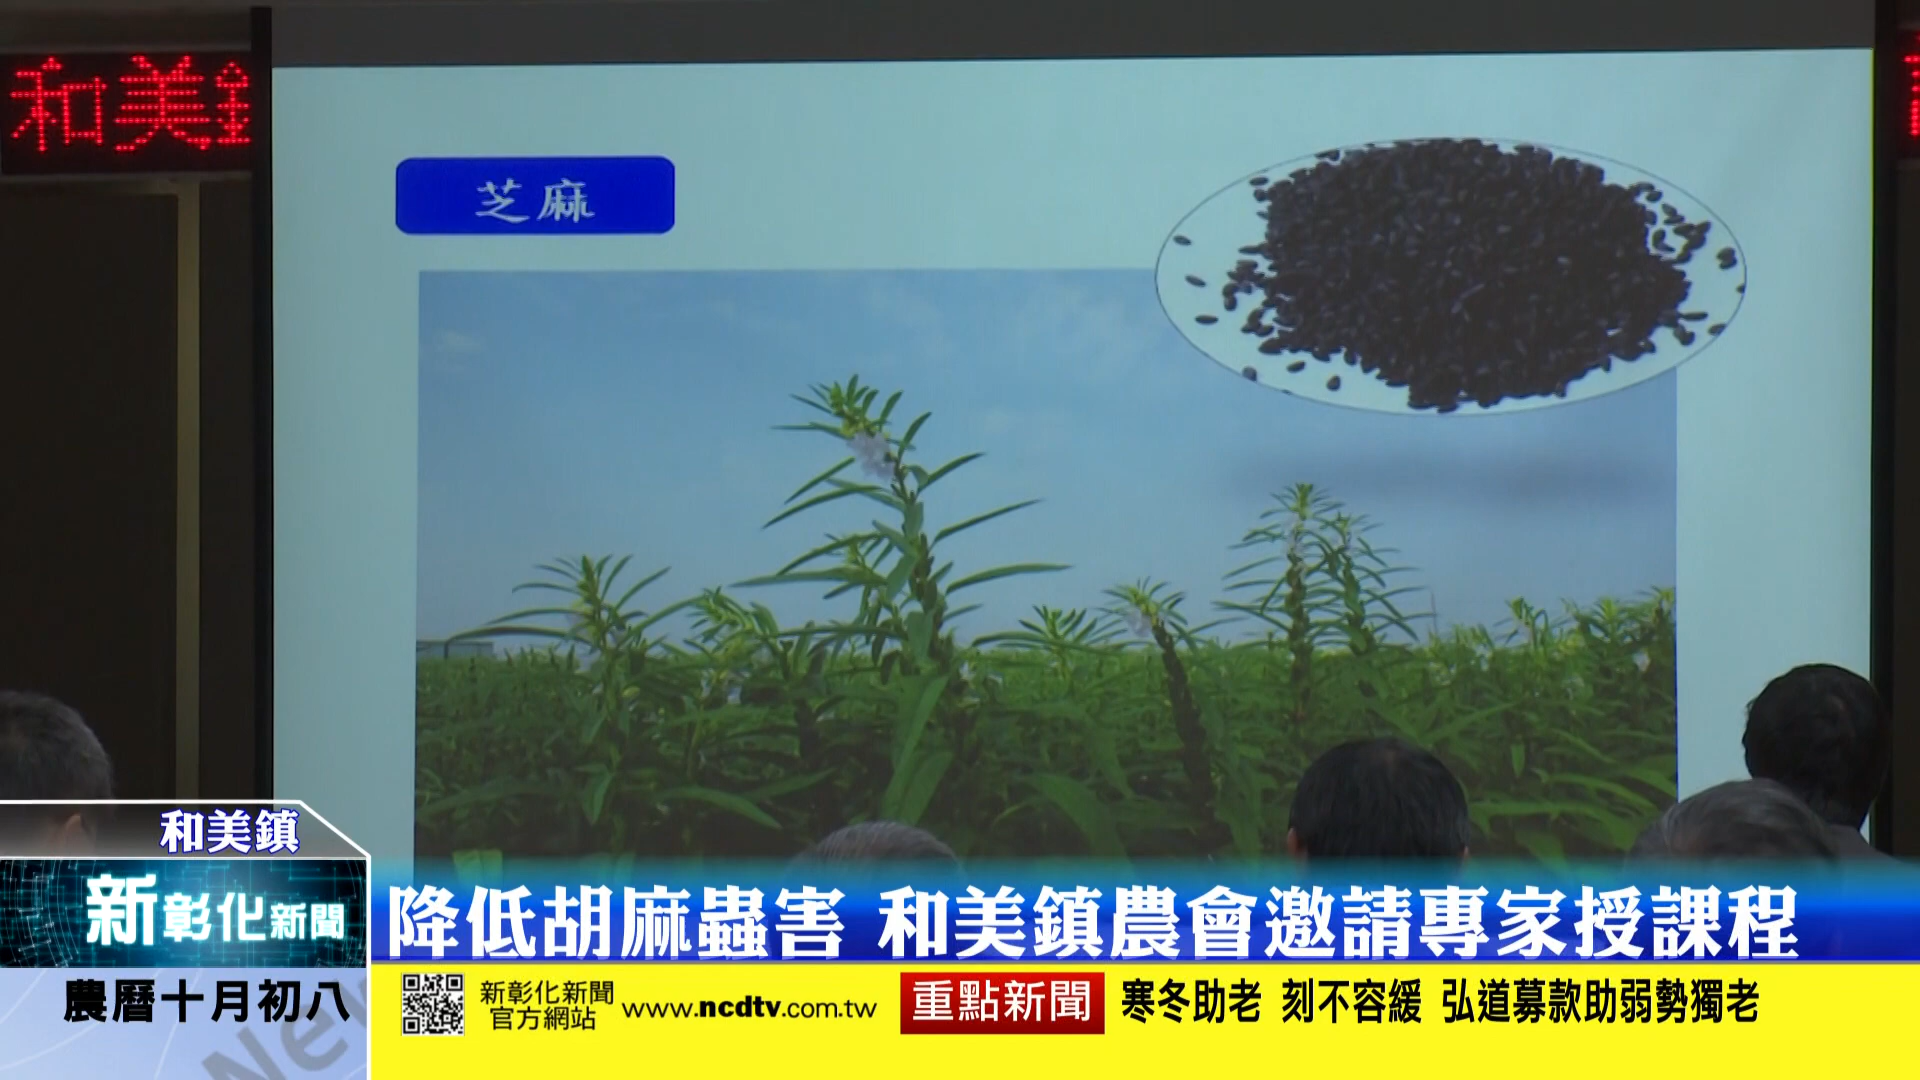 和美鎮
芝麻
和美鎮
新彰化新聞
降低胡麻蟲害 和美鎮農會邀請專家授課程
農曆十月初八
新彰化新聞
官方網站
www.ncdtv.com.tw
重點新聞
寒冬助老 刻不容緩 弘道募款助弱勢獨老